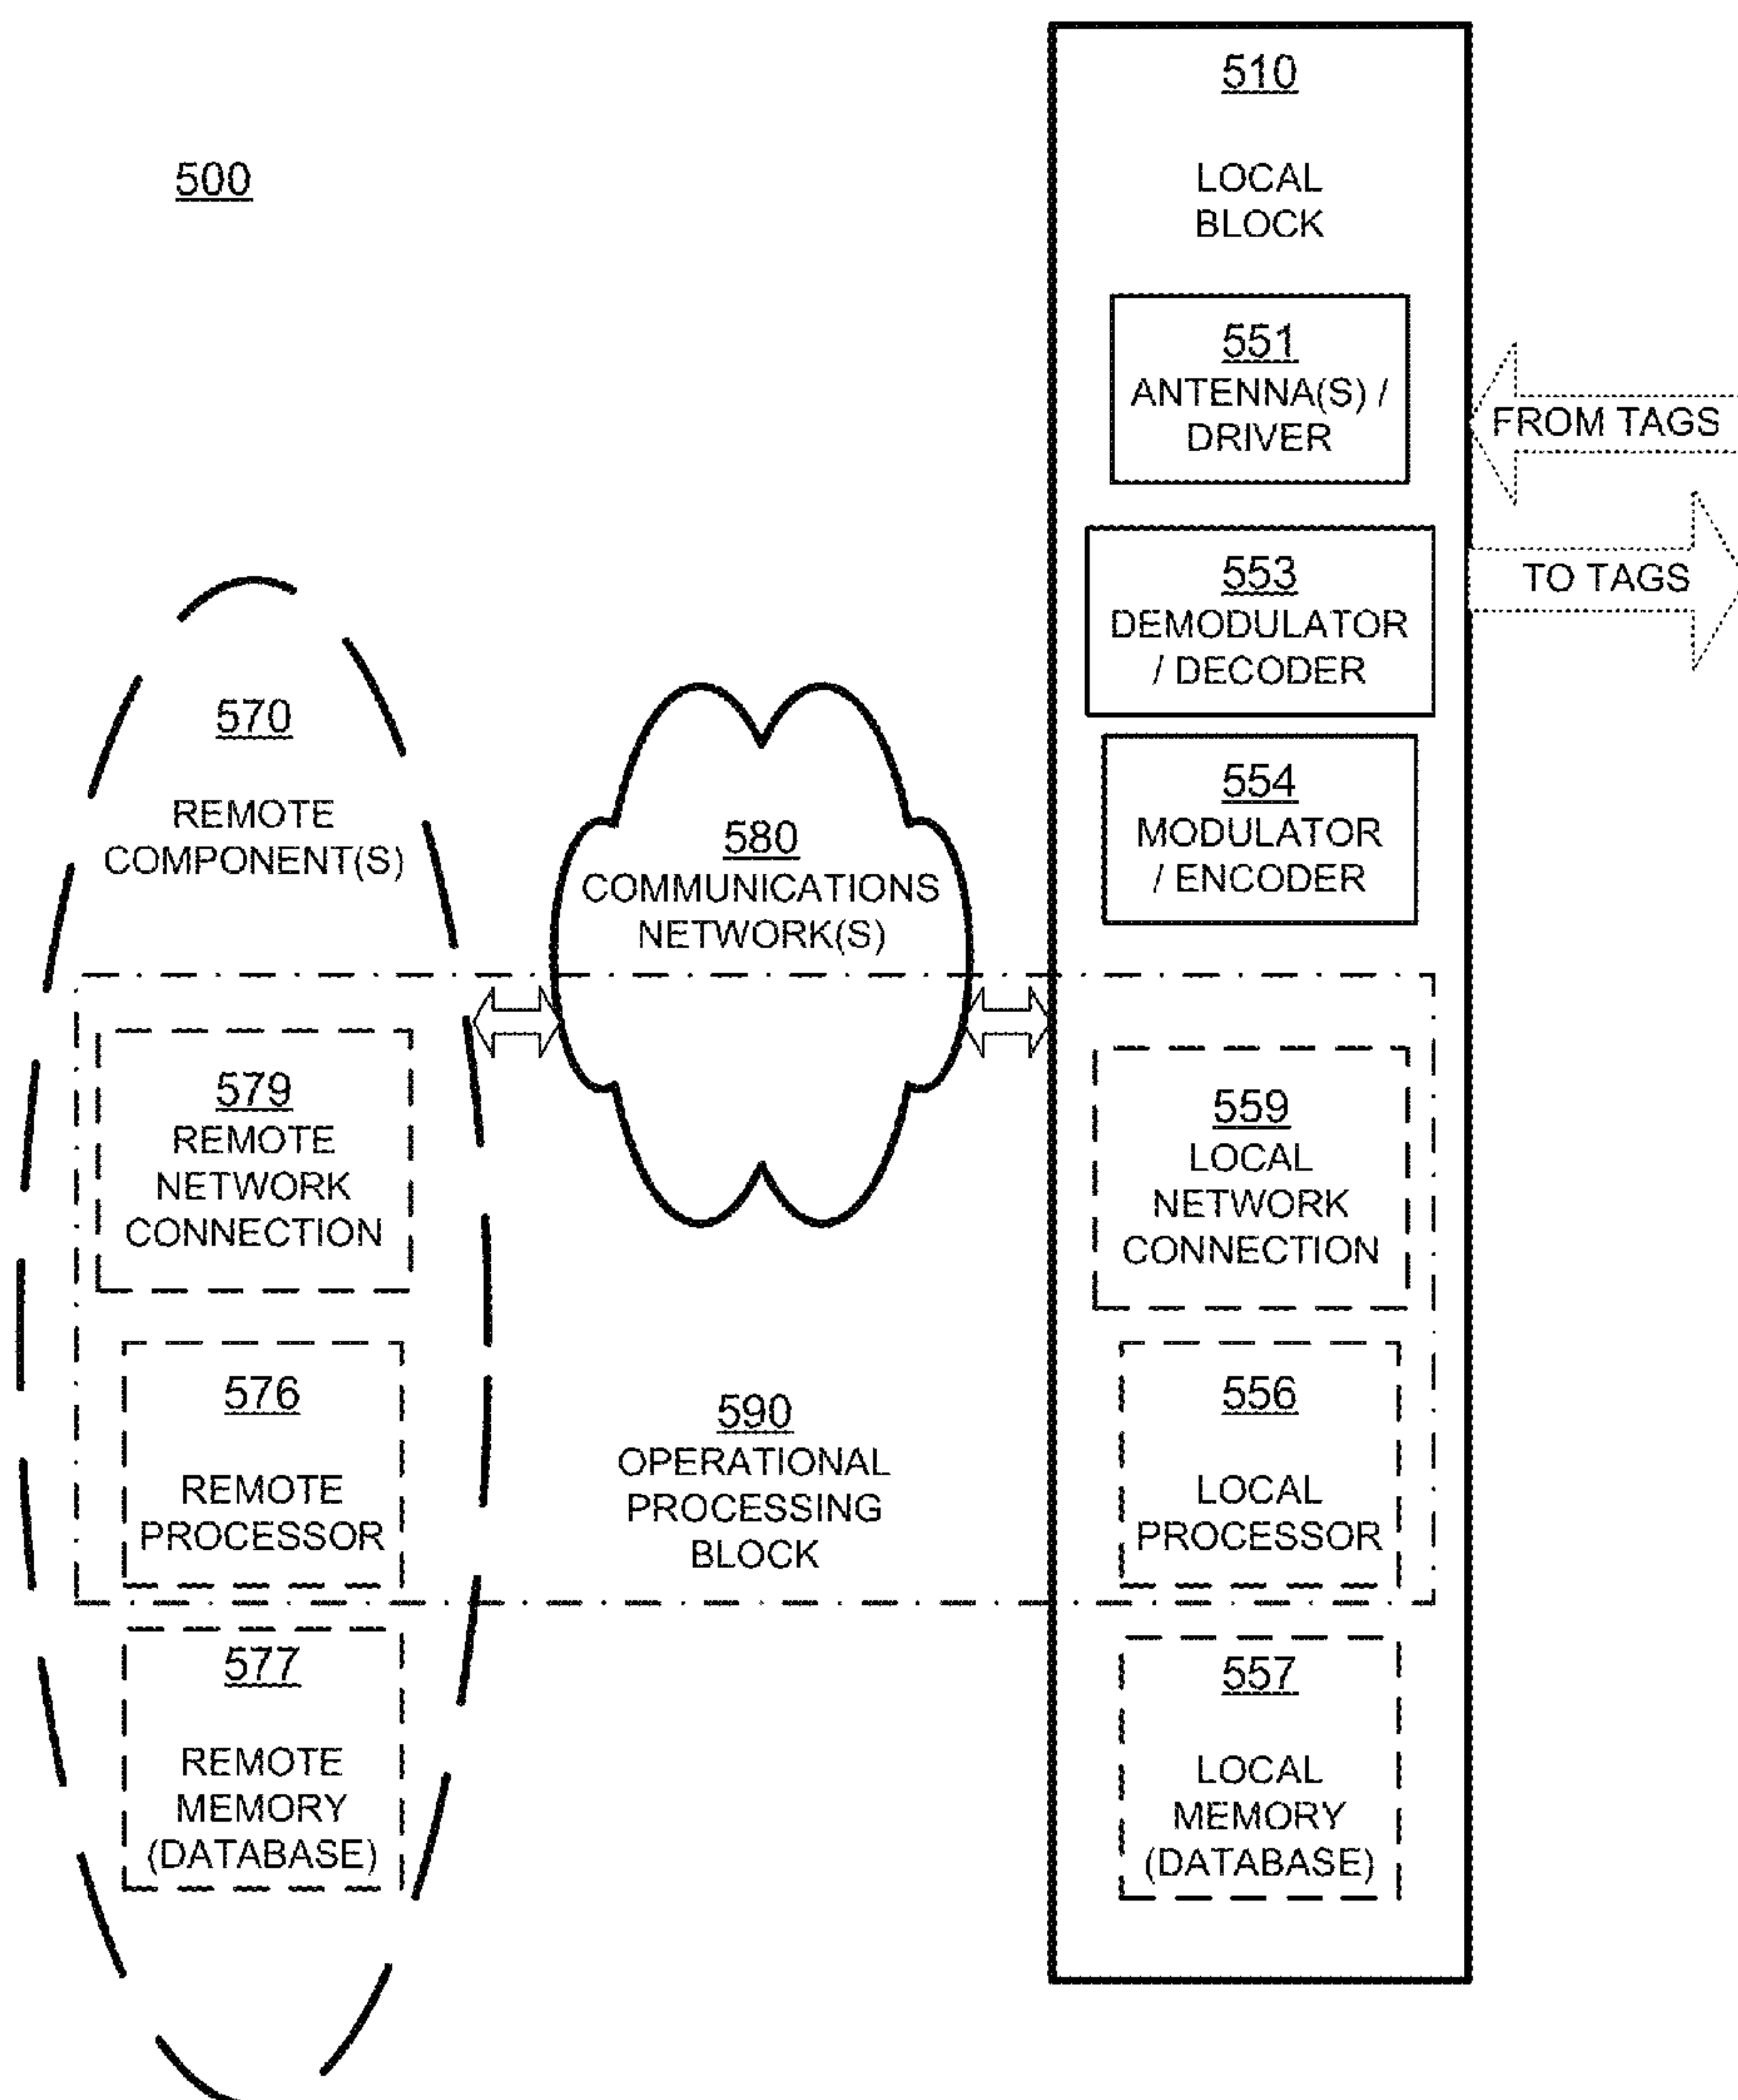 500
510
LOCAL
BLOCK
551
ANTENNA(S) /
DRIVER
FROM TAGS
553
DEMODULATOR
/ DECODER
TO TAGS
554
MODULATOR
/ ENCODER
570
REMOTE
COMPONENT(S)
580
COMMUNICATIONS
NETWORK(S)
579
REMOTE
NETWORK
CONNECTION
559
LOCAL
NETWORK
CONNECTION
576
REMOTE
PROCESSOR
590
OPERATIONAL
PROCESSING
BLOCK
556
LOCAL
PROCESSOR
577
REMOTE
MEMORY
(DATABASE)
557
LOCAL
MEMORY
(DATABASE)